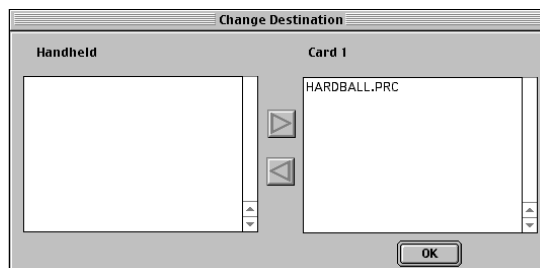 Change Destination
Handheld
Card 1
HARDBALL.PRC
OK